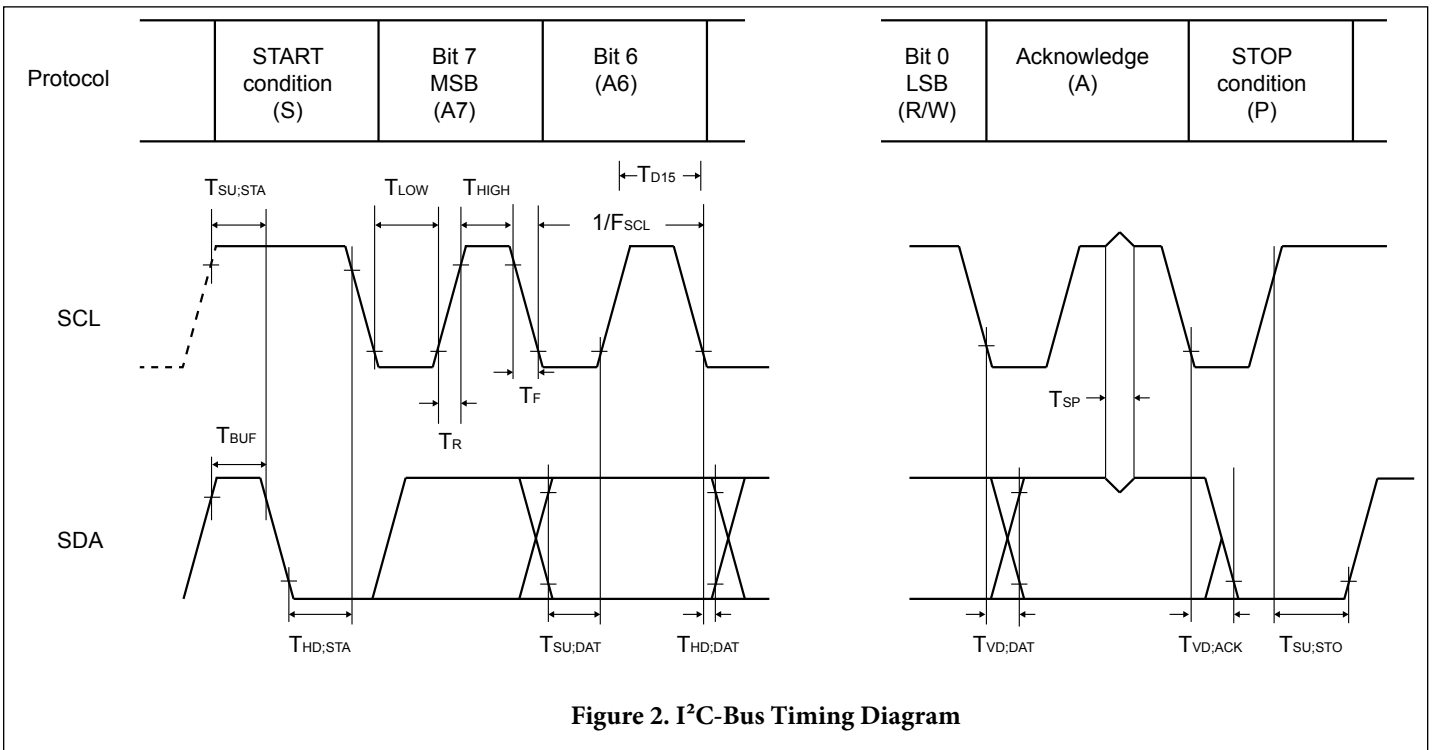 Protocol
START
condition
(S)
Bit 7
MSB
(A7)
Bit 6
(A6)
Bit 0
LSB
(R/W)
Acknowledge
(A)
STOP
condition
(P)
TSU;STA
TLOW
THIGH
TD15
1/FSCL
SCL
TF
TR
TSP
TBUF
SDA
THD;STA
TSU;DAT
THD;DAT
TVD;DAT
TVD;ACK
TSU;STO
Figure 2. I²C-Bus Timing Diagram